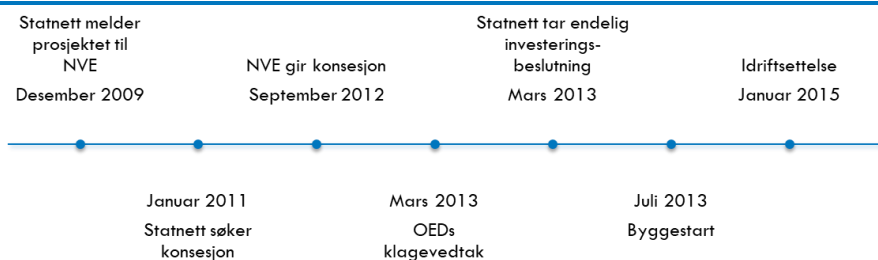 Statnett melder
prosjektet til
NVE
Desember 2009
NVE gir konsesjon
September 2012
Statnett tar endelig
investerings-
beslutning
Mars 2013
Idriftsettelse
Januar 2015
Januar 2011
Statnett søker
konsesjon
Mars 2013
OEDs
klagevedtak
Juli 2013
Byggestart